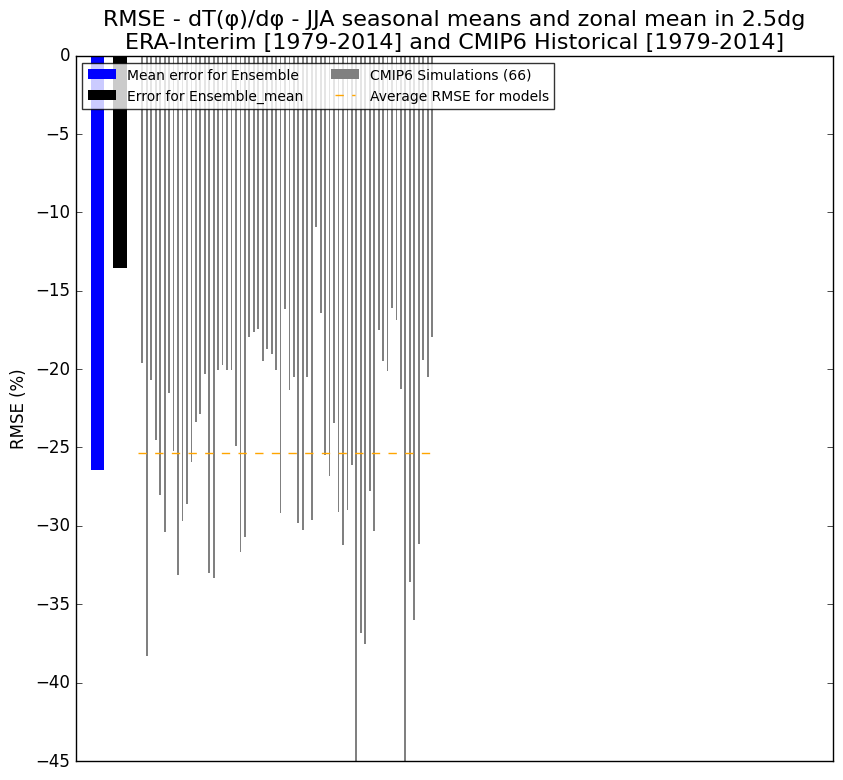 RMSE - dT(φ)/dφ - JJA seasonal means and zonal mean in 2.5dg
ERA-Interim [1979-2014] and CMIP6 Historical [1979-2014]
Mean error for Ensemble
Error for Ensemble_mean
CMIP6 Simulations (66)
Average RMSE for models
RMSE (%)
0
−5
−10
−15
−20
−25
−30
−35
−40
−45